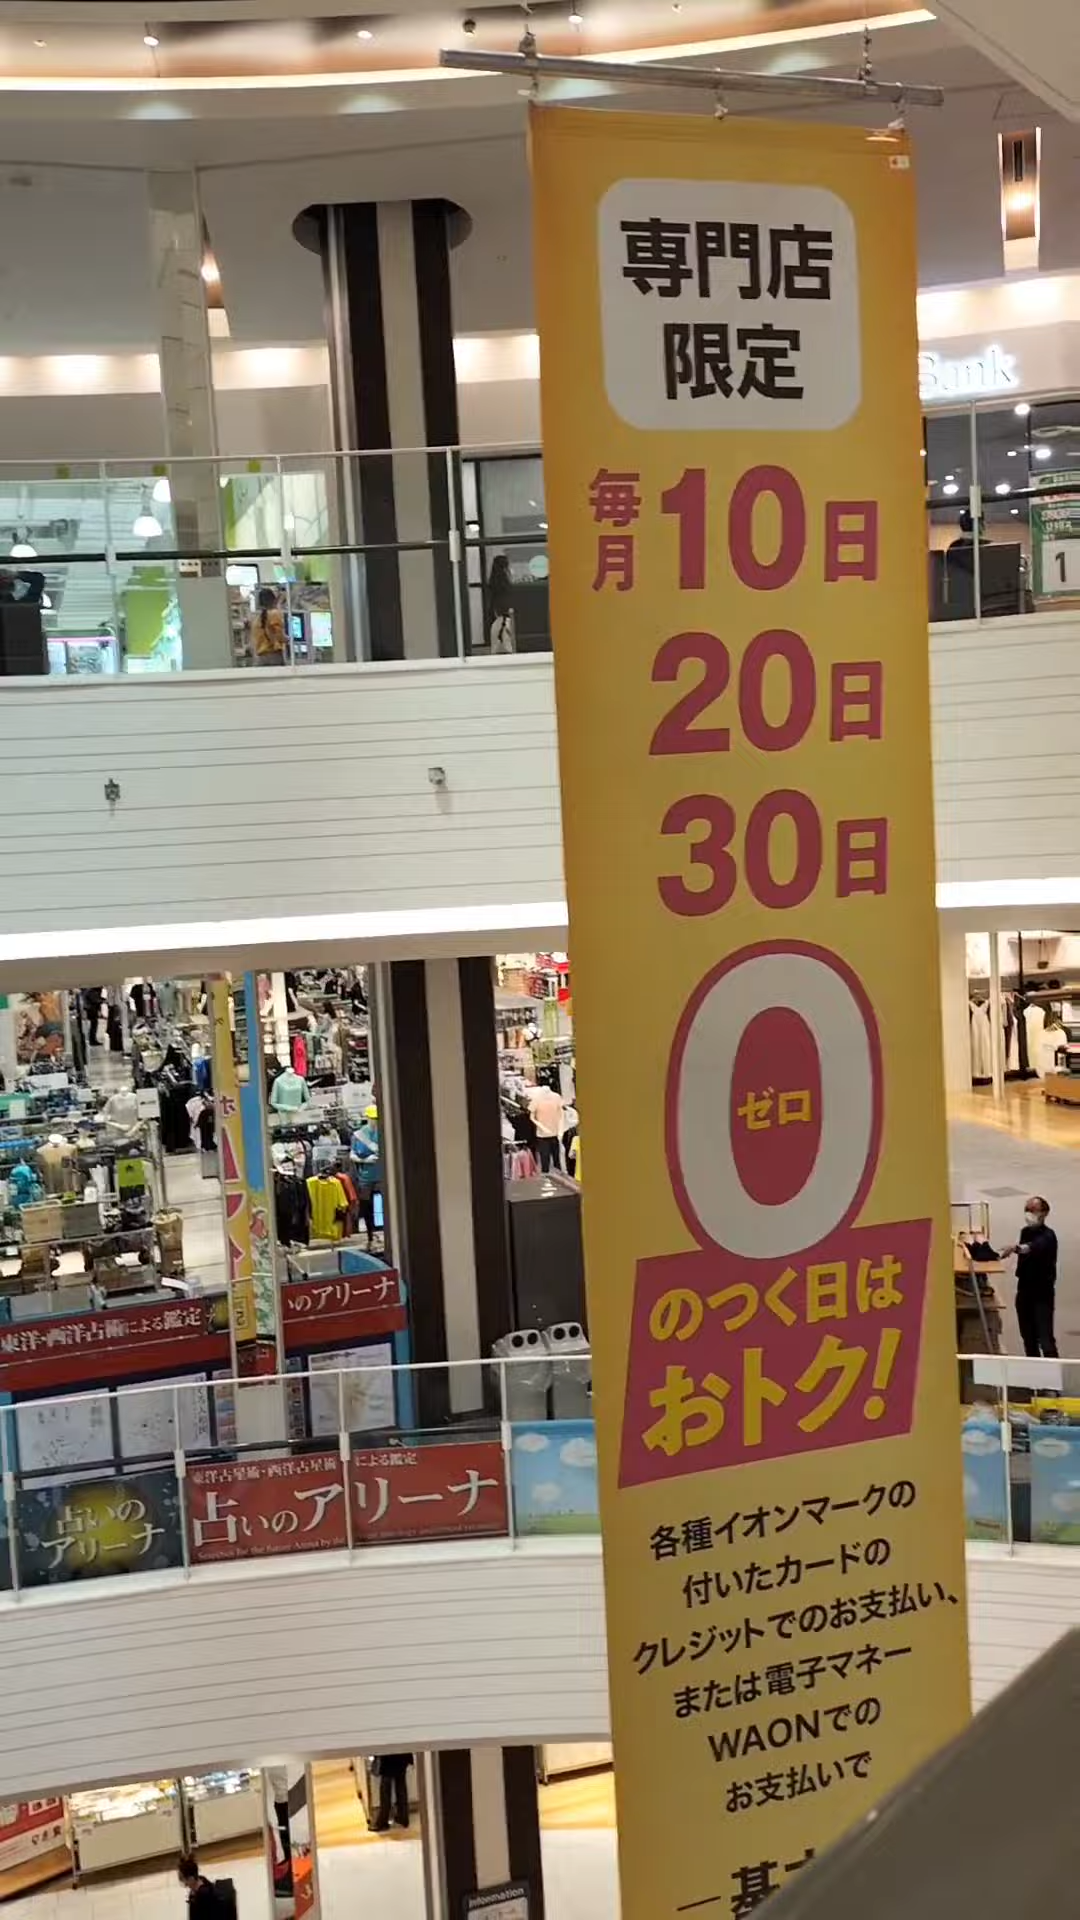 専門店
限定
毎月10日
20日
30日
0
ゼロ
のつく日は
おトク!
各種イオンマークの
付いたカードの
クレジットでのお支払い、
または電子マネー
WAONでの
お支払いで
Bank
1
東洋・西洋占術による鑑定
いのアリーナ
占いの
アリーナ
東洋占星術・西洋占星術による鑑定
占いのアリーナ
Information